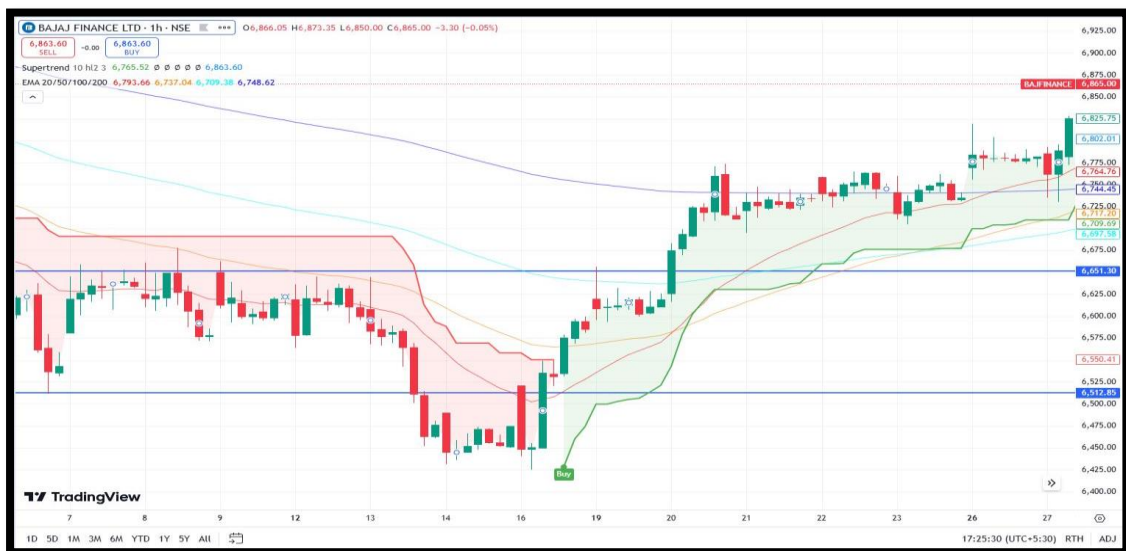 BAJAJ FINANCE LTD · 1h · NSE O6,866.05 H6,873.35 L6,850.00 C6,865.00 −3.30 (−0.05%)
6,863.60 -0.00 6,863.60
SELL BUY
Supertrend 10 hl2 3 6,765.52 Ø Ø Ø Ø Ø 6,863.60
EMA 20/50/100/200 6,793.66 6,737.04 6,709.38 6,748.62
6,925.00
6,900.00
6,875.00
BAJFINANCE 6,865.00
6,850.00
6,825.75
6,802.01
6,775.00
6,764.76
6,750.00
6,744.45
6,725.00
6,717.20
6,709.69
6,697.58
6,675.00
6,651.30
6,625.00
6,600.00
6,575.00
6,550.41
6,525.00
6,512.85
6,500.00
6,475.00
6,450.00
6,425.00
6,400.00
Buy
TradingView
7 8 9 12 13 14 16 19 20 21 22 23 26 27
1D 5D 1M 3M 6M YTD 1Y 5Y All 17:25:30 (UTC+5:30) RTH ADJ